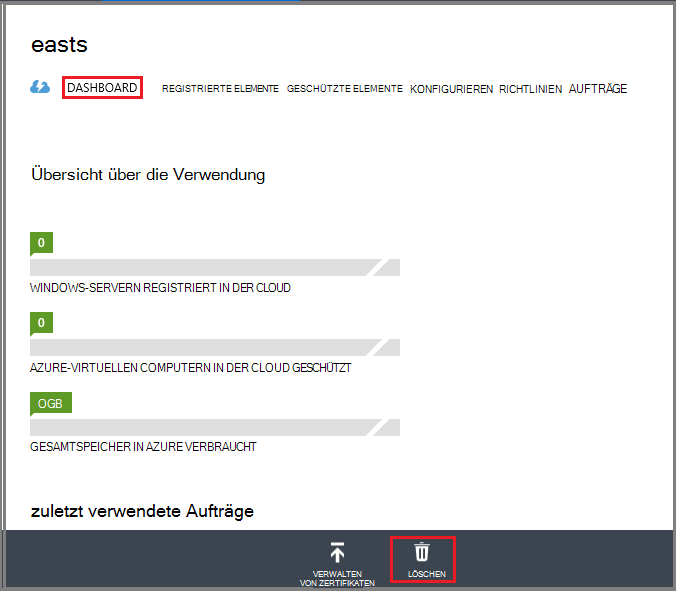 easts
DASHBOARD REGISTRIERTE ELEMENTE GESCHÜTZTE ELEMENTE KONFIGURIEREN RICHTLINIEN AUFTRÄGE
Übersicht über die Verwendung
0
WINDOWS-SERVERN REGISTRIERT IN DER CLOUD
0
AZURE-VIRTUELLEN COMPUTERN IN DER CLOUD GESCHÜTZT
OGB
GESAMTSPEICHER IN AZURE VERBRAUCHT
zuletzt verwendete Aufträge
VERWALTEN
VON ZERTIFIKATEN
LÖSCHEN